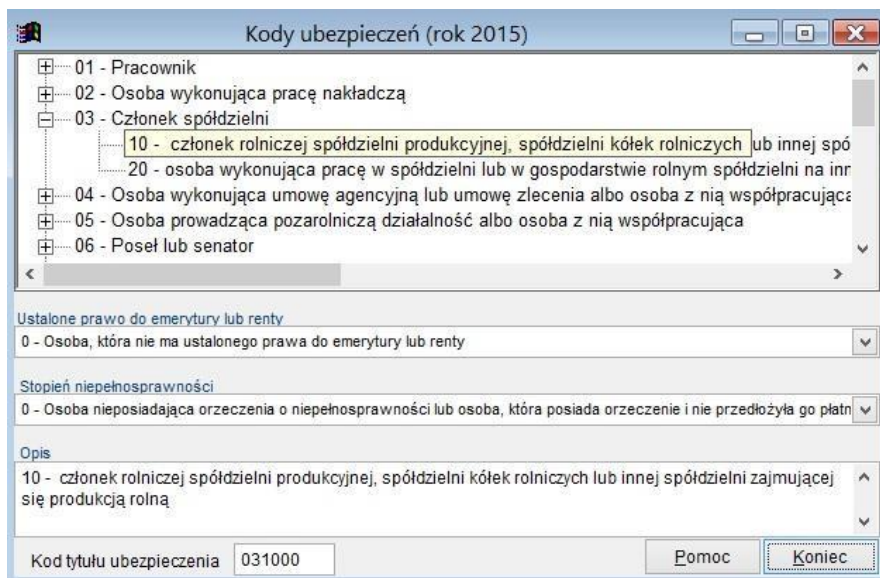 Kody ubezpieczeń (rok 2015)
01 - Pracownik
02 - Osoba wykonująca pracę nakładczą
03 - Członek spółdzielni
10 - członek rolniczej spółdzielni produkcyjnej, spółdzielni kółek rolniczych ub innej spó
20 - osoba wykonująca pracę w spółdzielni lub w gospodarstwie rolnym spółdzielni na inn
04 - Osoba wykonująca umowę agencyjną lub umowę zlecenia albo osoba z nią współpracująca
05 - Osoba prowadząca pozarolniczą działalność albo osoba z nią współpracująca
06 - Poseł lub senator
Ustalone prawo do emerytury lub renty
0 - Osoba, która nie ma ustalonego prawa do emerytury lub renty
Stopień niepełnosprawności
0 - Osoba nieposiadająca orzeczenia o niepełnosprawności lub osoba, która posiada orzeczenie i nie przedłożyła go płatn
Opis
10 - członek rolniczej spółdzielni produkcyjnej, spółdzielni kółek rolniczych lub innej spółdzielni zajmującej
się produkcją rolną
Kod tytułu ubezpieczenia 031000 Pomoc Koniec